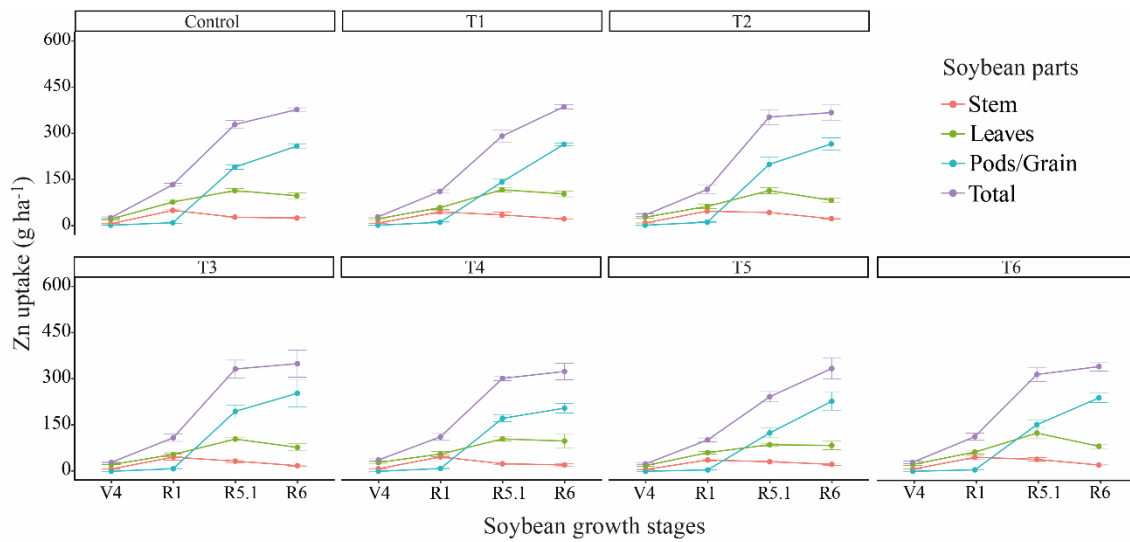 Control T1 T2
600
450
300
150
0
Soybean parts
Stem
Leaves
Pods/Grain
Total
Zn uptake (g ha⁻¹)
T3 T4 T5 T6
600
450
300
150
0
V4 R1 R5.1 R6 V4 R1 R5.1 R6 V4 R1 R5.1 R6 V4 R1 R5.1 R6
Soybean growth stages